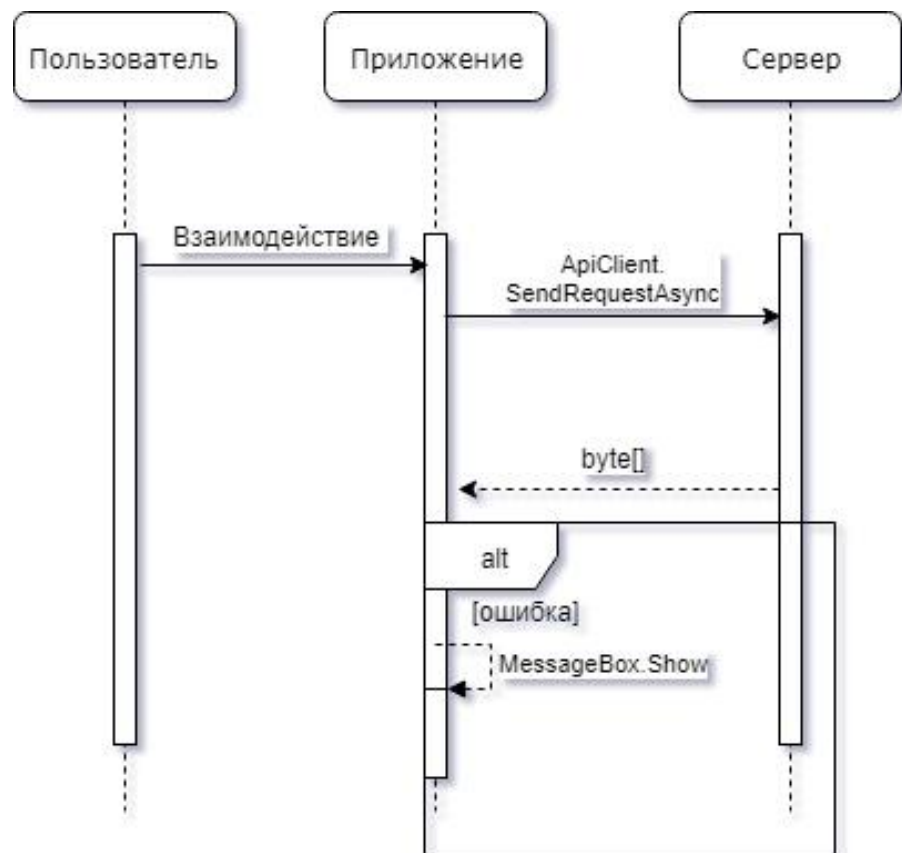 Пользователь
Приложение
Сервер
Взаимодействие
ApiClient.
SendRequestAsync
byte[]
alt
[ошибка]
MessageBox.Show